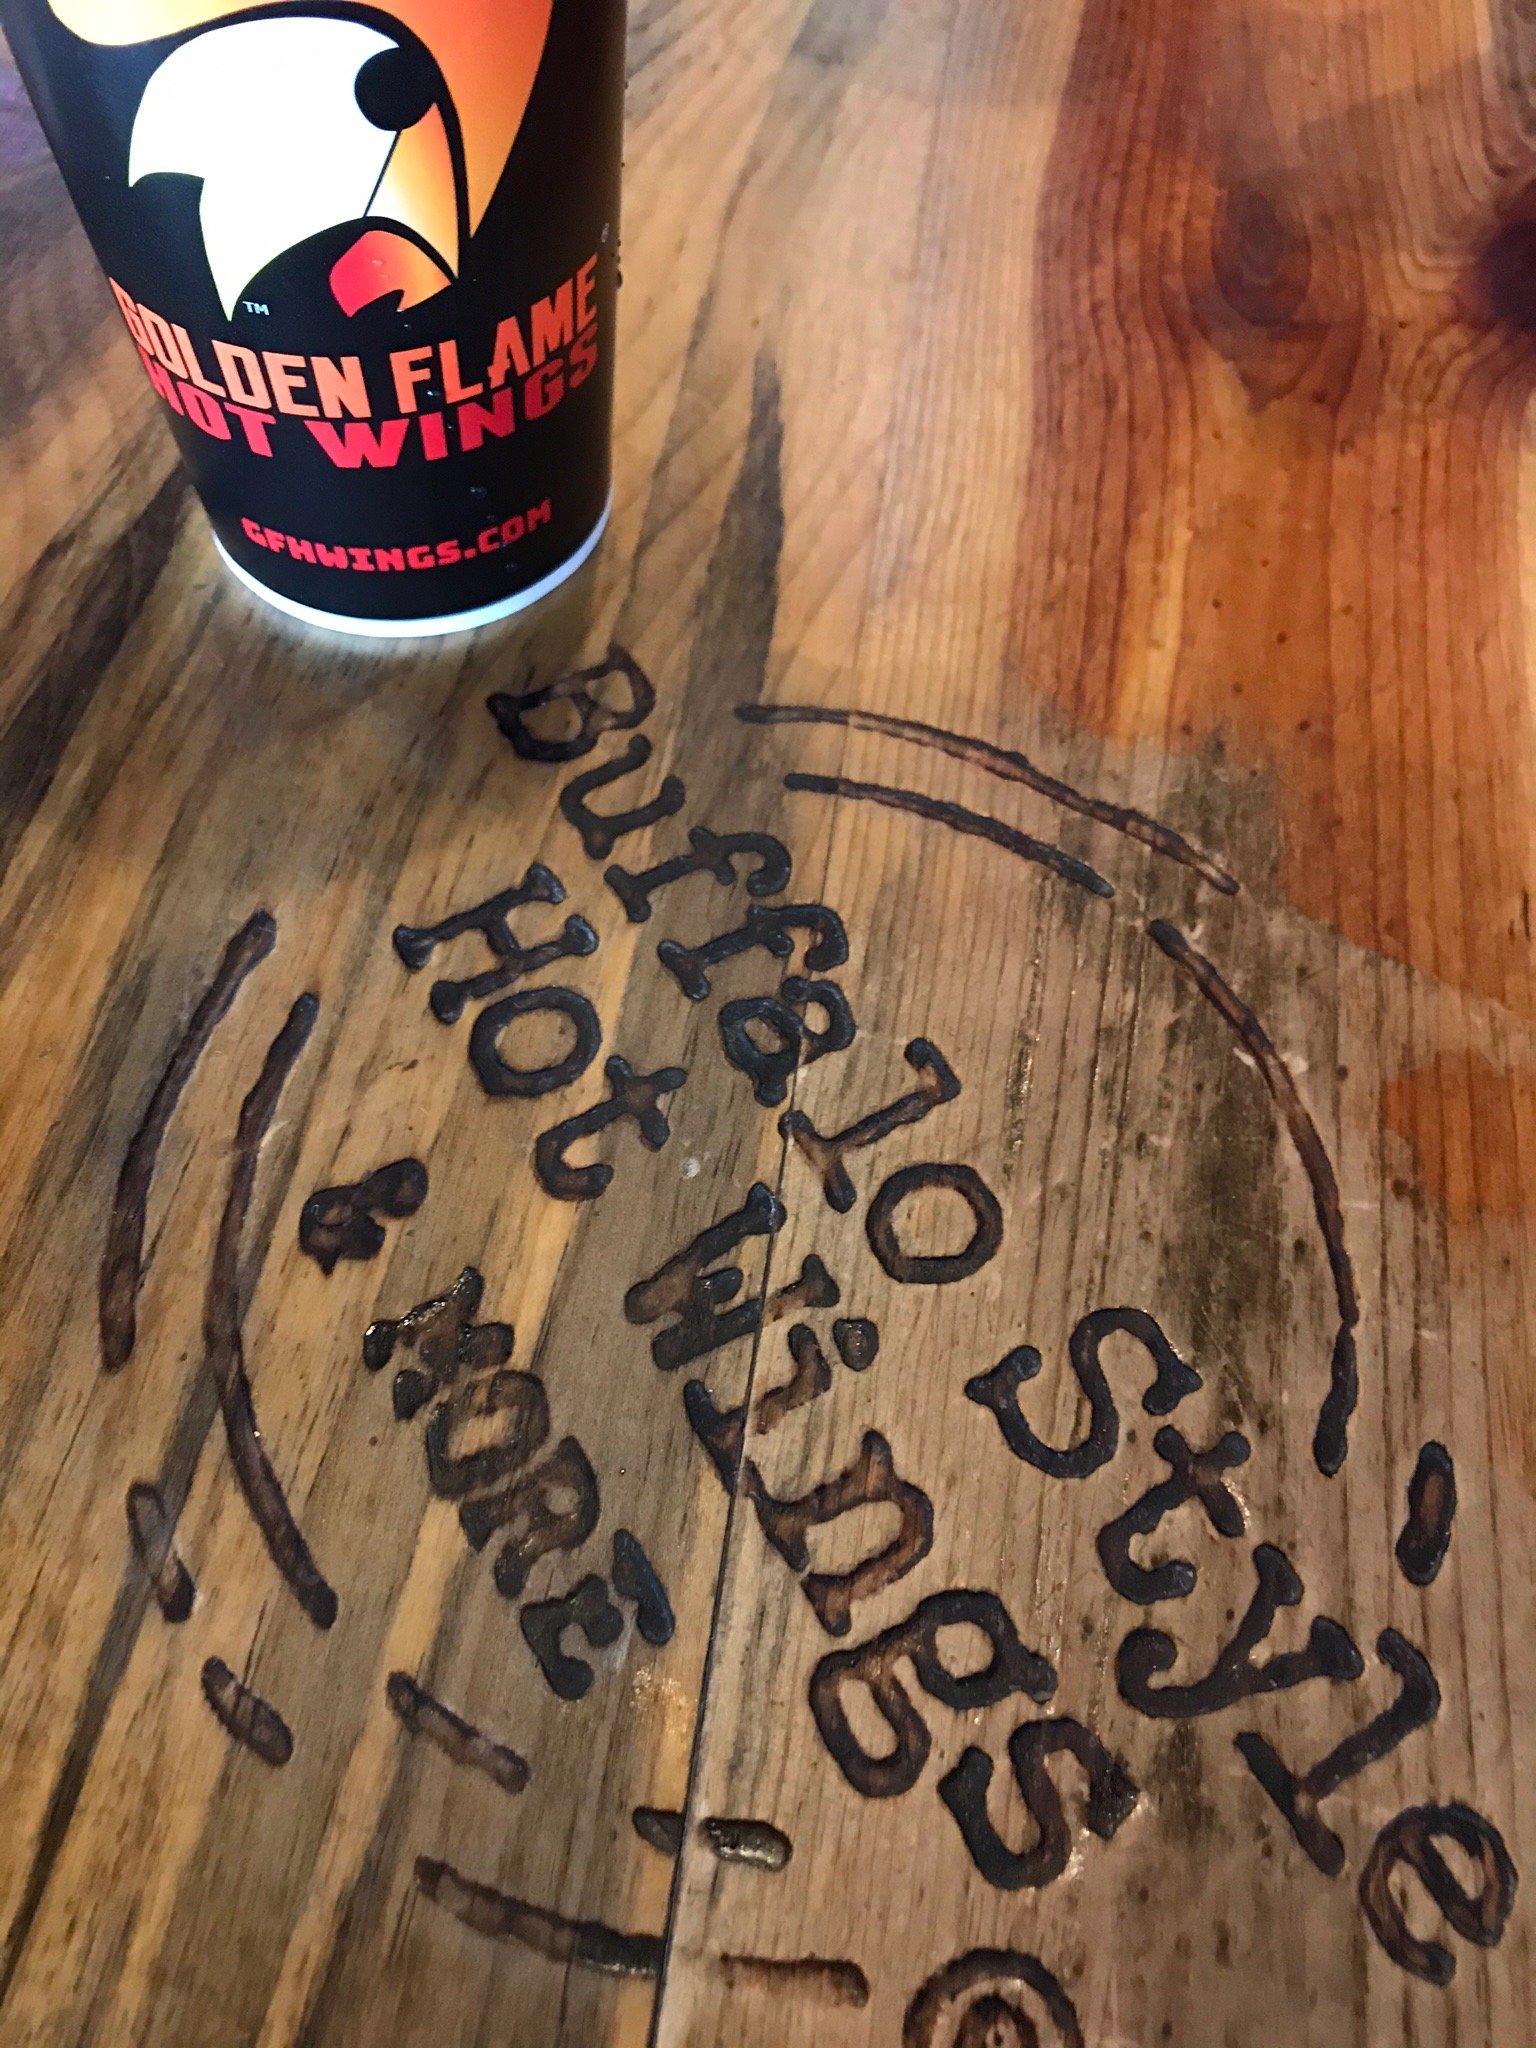 TM
GOLDEN FLAME
HOT WINGS
GFHWINGS.COM
Buffalo Style
Hot Wings
& MORE